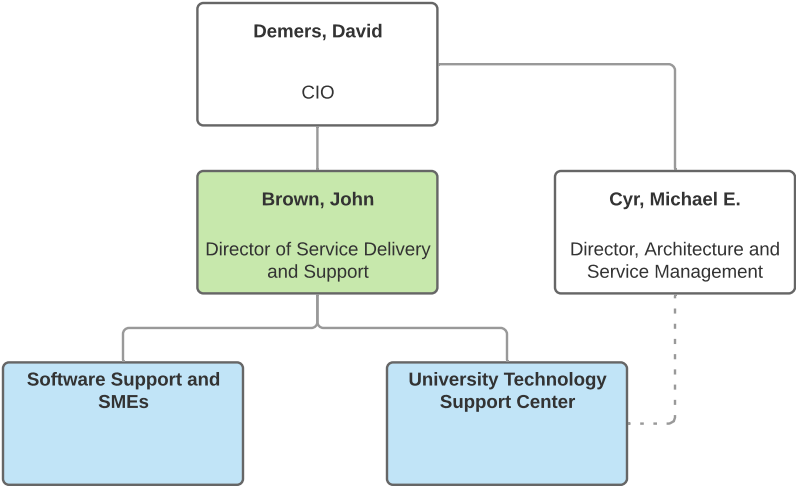 Demers, David
CIO
Brown, John
Director of Service Delivery
and Support
Cyr, Michael E.
Director, Architecture and
Service Management
Software Support and
SMEs
University Technology
Support Center